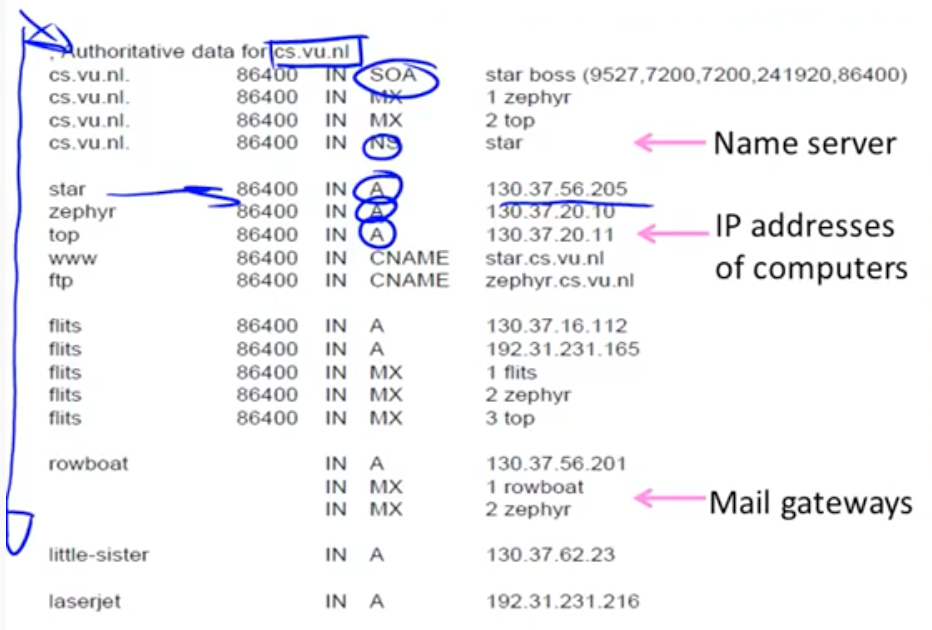 ; Authoritative data for cs.vu.nl
cs.vu.nl. 86400 IN SOA star boss (9527,7200,7200,241920,86400)
cs.vu.nl. 86400 IN MX 1 zephyr
cs.vu.nl. 86400 IN MX 2 top
cs.vu.nl. 86400 IN NS star
Name server
star 86400 IN A 130.37.56.205
zephyr 86400 IN A 130.37.20.10
top 86400 IN A 130.37.20.11
IP addresses
of computers
www 86400 IN CNAME star.cs.vu.nl
ftp 86400 IN CNAME zephyr.cs.vu.nl
flits 86400 IN A 130.37.16.112
flits 86400 IN A 192.31.231.165
flits 86400 IN MX 1 flits
flits 86400 IN MX 2 zephyr
flits 86400 IN MX 3 top
rowboat IN A 130.37.56.201
IN MX 1 rowboat
IN MX 2 zephyr
Mail gateways
little-sister IN A 130.37.62.23
laserjet IN A 192.31.231.216